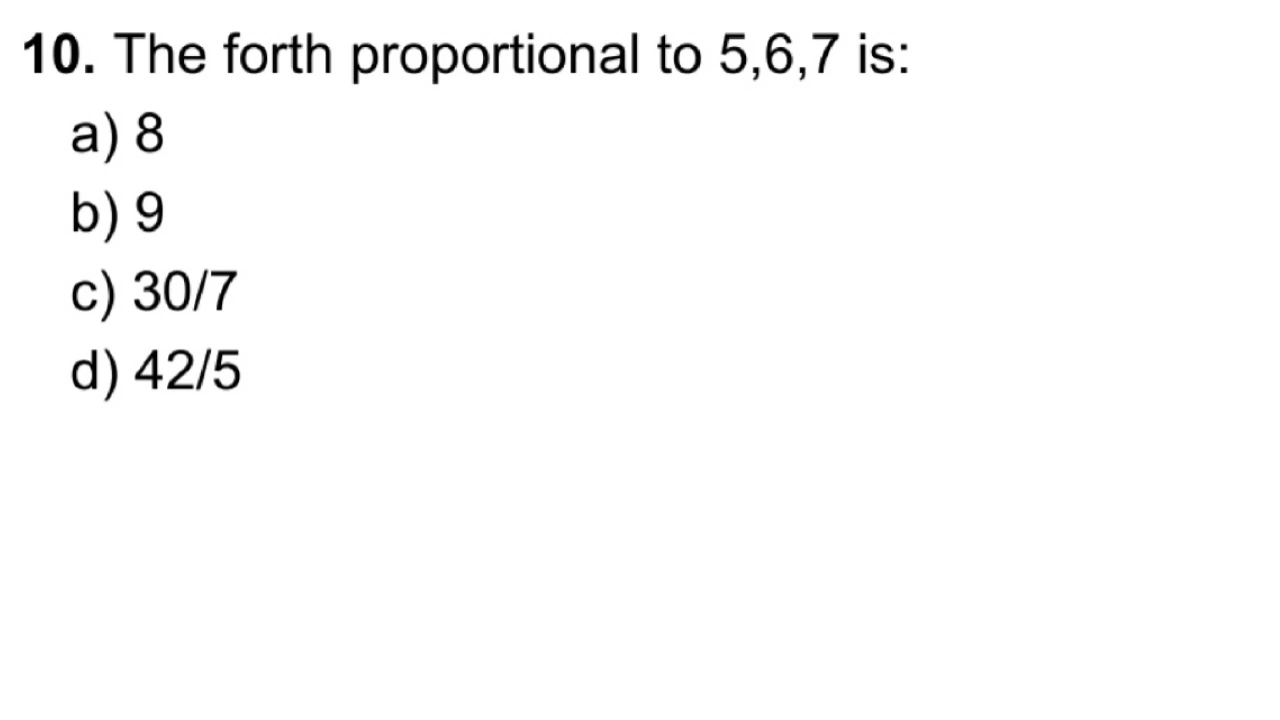 10. The forth proportional to 5,6,7 is:
a) 8
b) 9
c) 30/7
d) 42/5